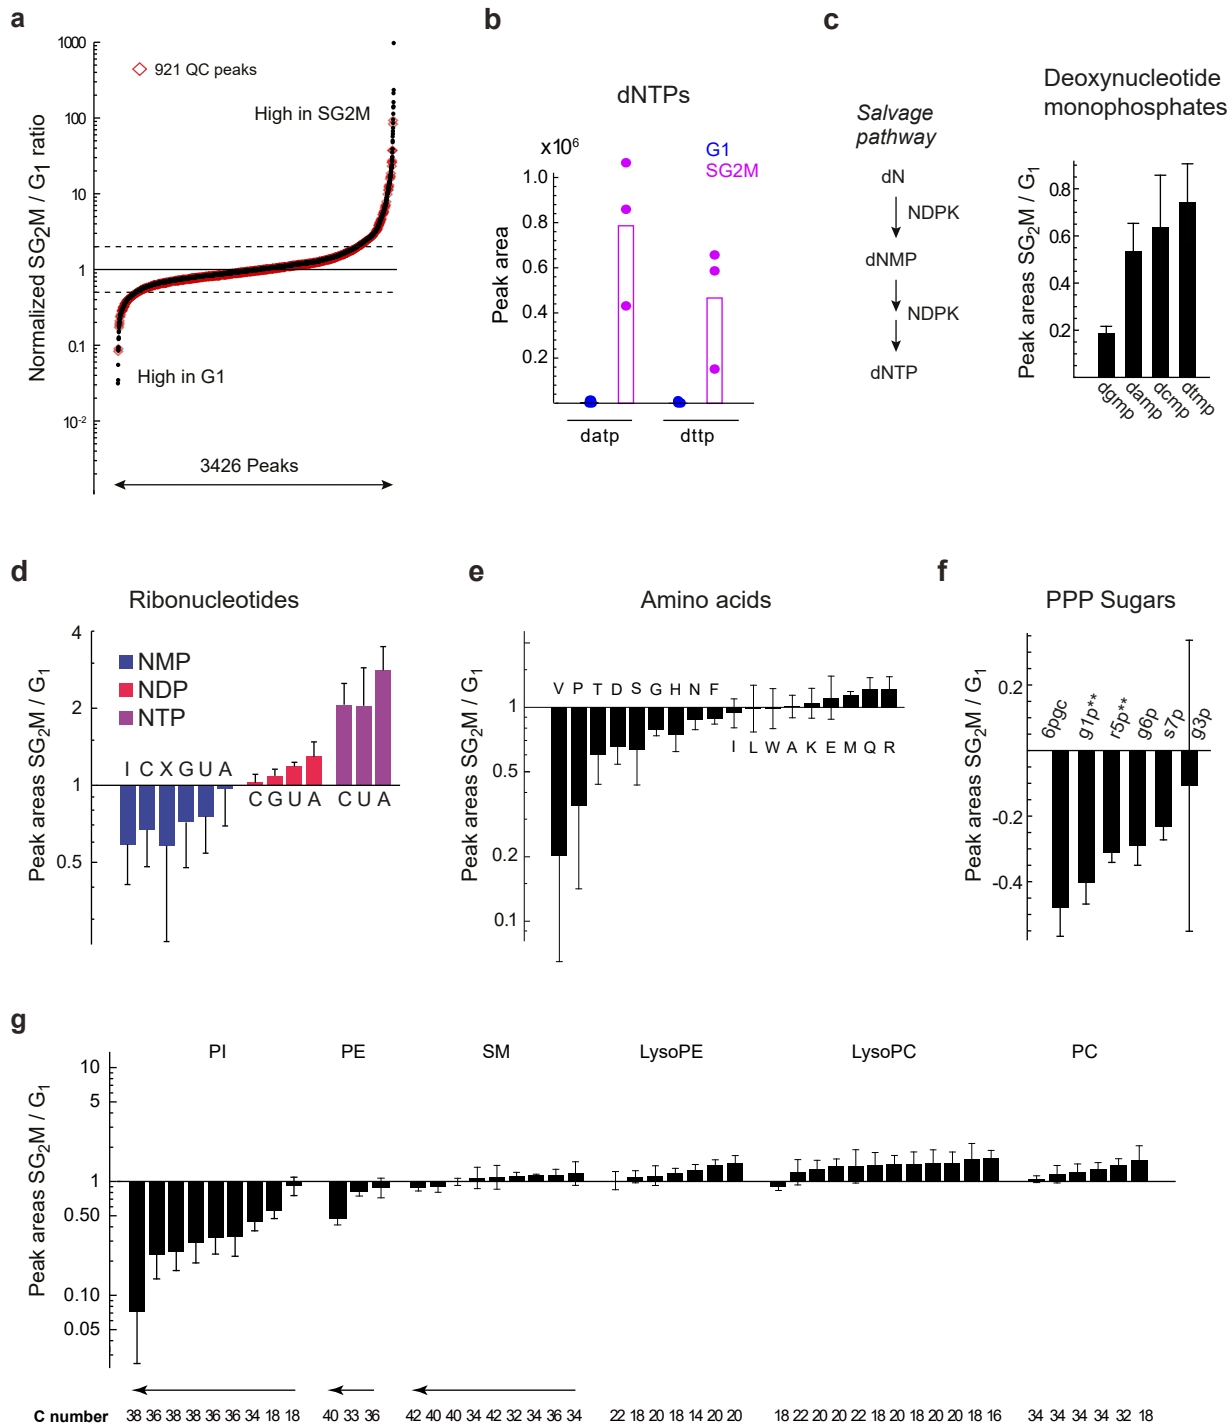 a
1000
100
10
1
0.1
10⁻²
Normalized SG₂M / G₁ ratio
921 QC peaks
High in SG2M
High in G1
3426 Peaks
b
dNTPs
x10⁶
G1
SG2M
1.0
0.8
0.6
0.4
0.2
Peak area
datp
dttp
c
Salvage
pathway
dN
NDPK
dNMP
NDPK
dNTP
Deoxynucleotide
monophosphates
0.8
0.6
0.4
0.2
Peak areas SG₂M / G₁
dgmp
damp
dcmp
dtmp
d
Ribonucleotides
4
2
1
0.5
Peak areas SG₂M / G₁
NMP
NDP
NTP
I C X G U A
C G U A
C U A
e
Amino acids
1
0.5
0.2
0.1
Peak areas SG₂M / G₁
V P T D S G H N F
I L W A K E M Q R
f
PPP Sugars
0.2
-0.2
-0.4
Peak areas SG₂M / G₁
6pgc
g1p**
r5p**
g6p
s7p
g3p
g
PI PE SM LysoPE LysoPC PC
10
5
1
0.50
0.10
0.05
Peak areas SG₂M / G₁
C number 38 36 38 38 36 36 34 18 18 40 33 36 42 40 40 34 42 32 34 36 34 22 18 20 18 14 20 20 18 22 20 20 22 18 20 18 20 20 18 16 34 34 34 34 32 18